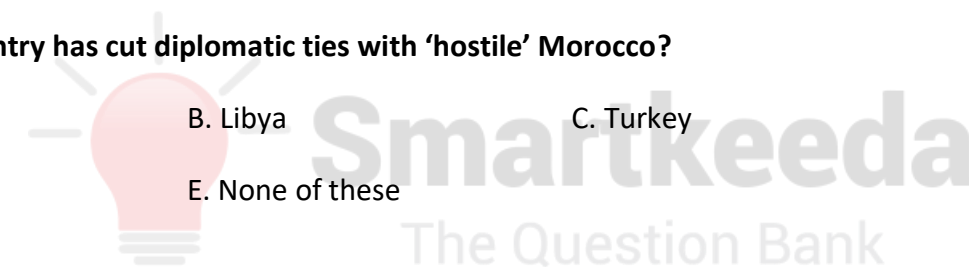 ntry has cut diplomatic ties with ‘hostile’ Morocco?
B. Libya C. Turkey
Smartkeeda
E. None of these
The Question Bank